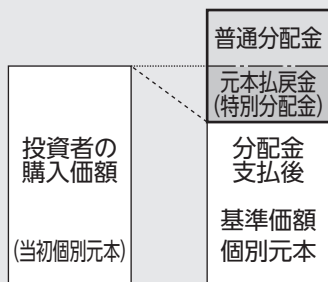 普通分配金
元本払戻金
(特別分配金)
投資者の
購入価額
(当初個別元本)
分配金
支払後
基準価額
個別元本